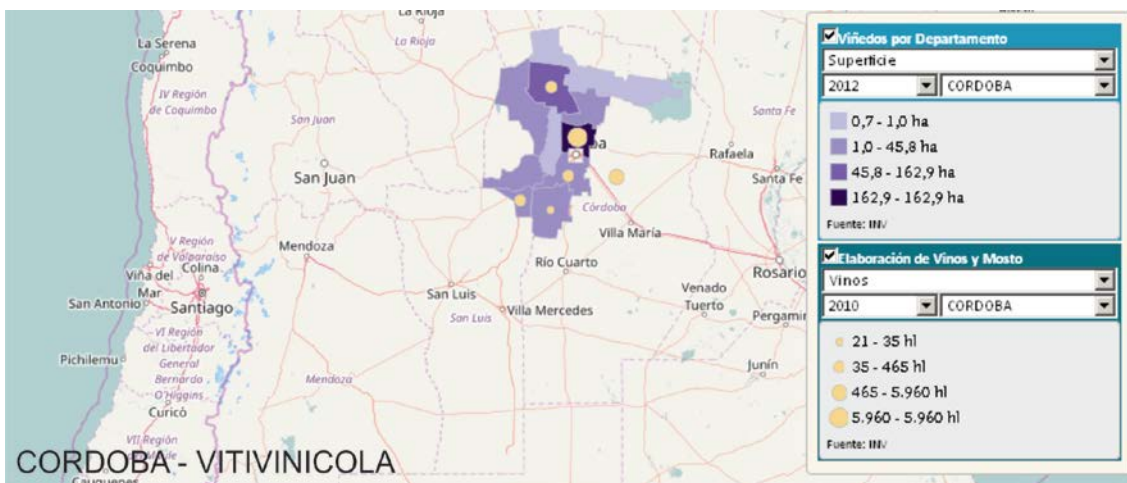 La Rioja
La Serena
Coquimbo
La Rioja
IV Región
de Coquimbo
San Juan
Santa Fe
San Juan
ba
Rafaela
Santa Fe
Córdoba
Villa María
V Región
de Valparaíso
Mendoza
Colina
Viña del
Mar
Río Cuarto
Rosario
San Antonio
Santiago
San Luis
Venado
Tuerto
San Luis
Villa Mercedes
Pergamin
VI Región
del Libertador
General
Bernardo
O'Higgins
Pichilemu
Junín
Mendoza
Curicó
VII Región
Cauquenes
CORDOBA - VITIVINICOLA
Viñedos por Departamento
Superficie
2012 CORDOBA
0,7 - 1,0 ha
1,0 - 45,8 ha
45,8 - 162,9 ha
162,9 - 162,9 ha
Fuente: INV
Elaboración de Vinos y Mosto
Vinos
2010 CORDOBA
21 - 35 hl
35 - 465 hl
465 - 5.960 hl
5.960 - 5.960 hl
Fuente: INV